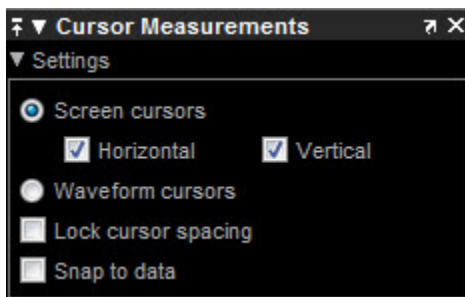 Cursor Measurements
Settings
Screen cursors
Horizontal Vertical
Waveform cursors
Lock cursor spacing
Snap to data